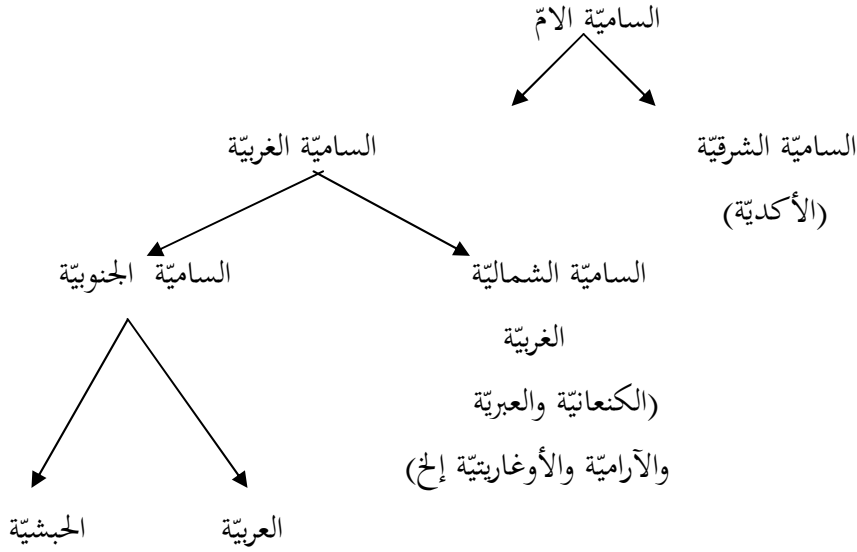 الساميّة الامّ
الساميّة الشرقيّة
(الأكديّة)
الساميّة الغربيّة
الساميّة الشماليّة
الغربيّة
(الكنعانيّة والعبريّة
والآراميّة والأوغاريتيّة إلخ)
الساميّة الجنوبيّة
العربيّة
الحبشيّة